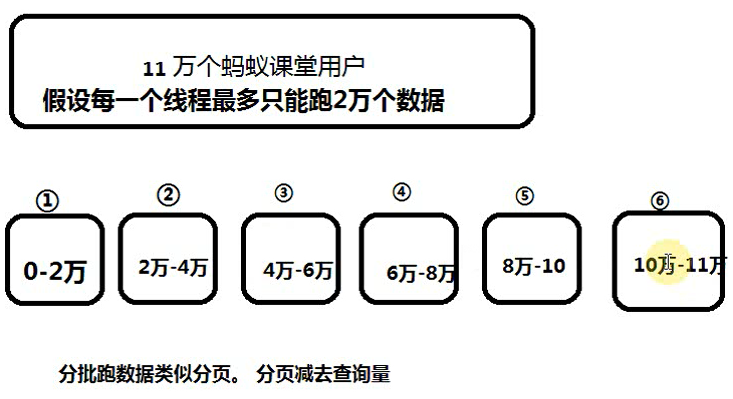 11 万个蚂蚁课堂用户
假设每一个线程最多只能跑2万个数据
① ② ③ ④ ⑤ ⑥
0-2万 2万-4万 4万-6万 6万-8万 8万-10 10万-11万
分批跑数据类似分页。 分页减去查询量